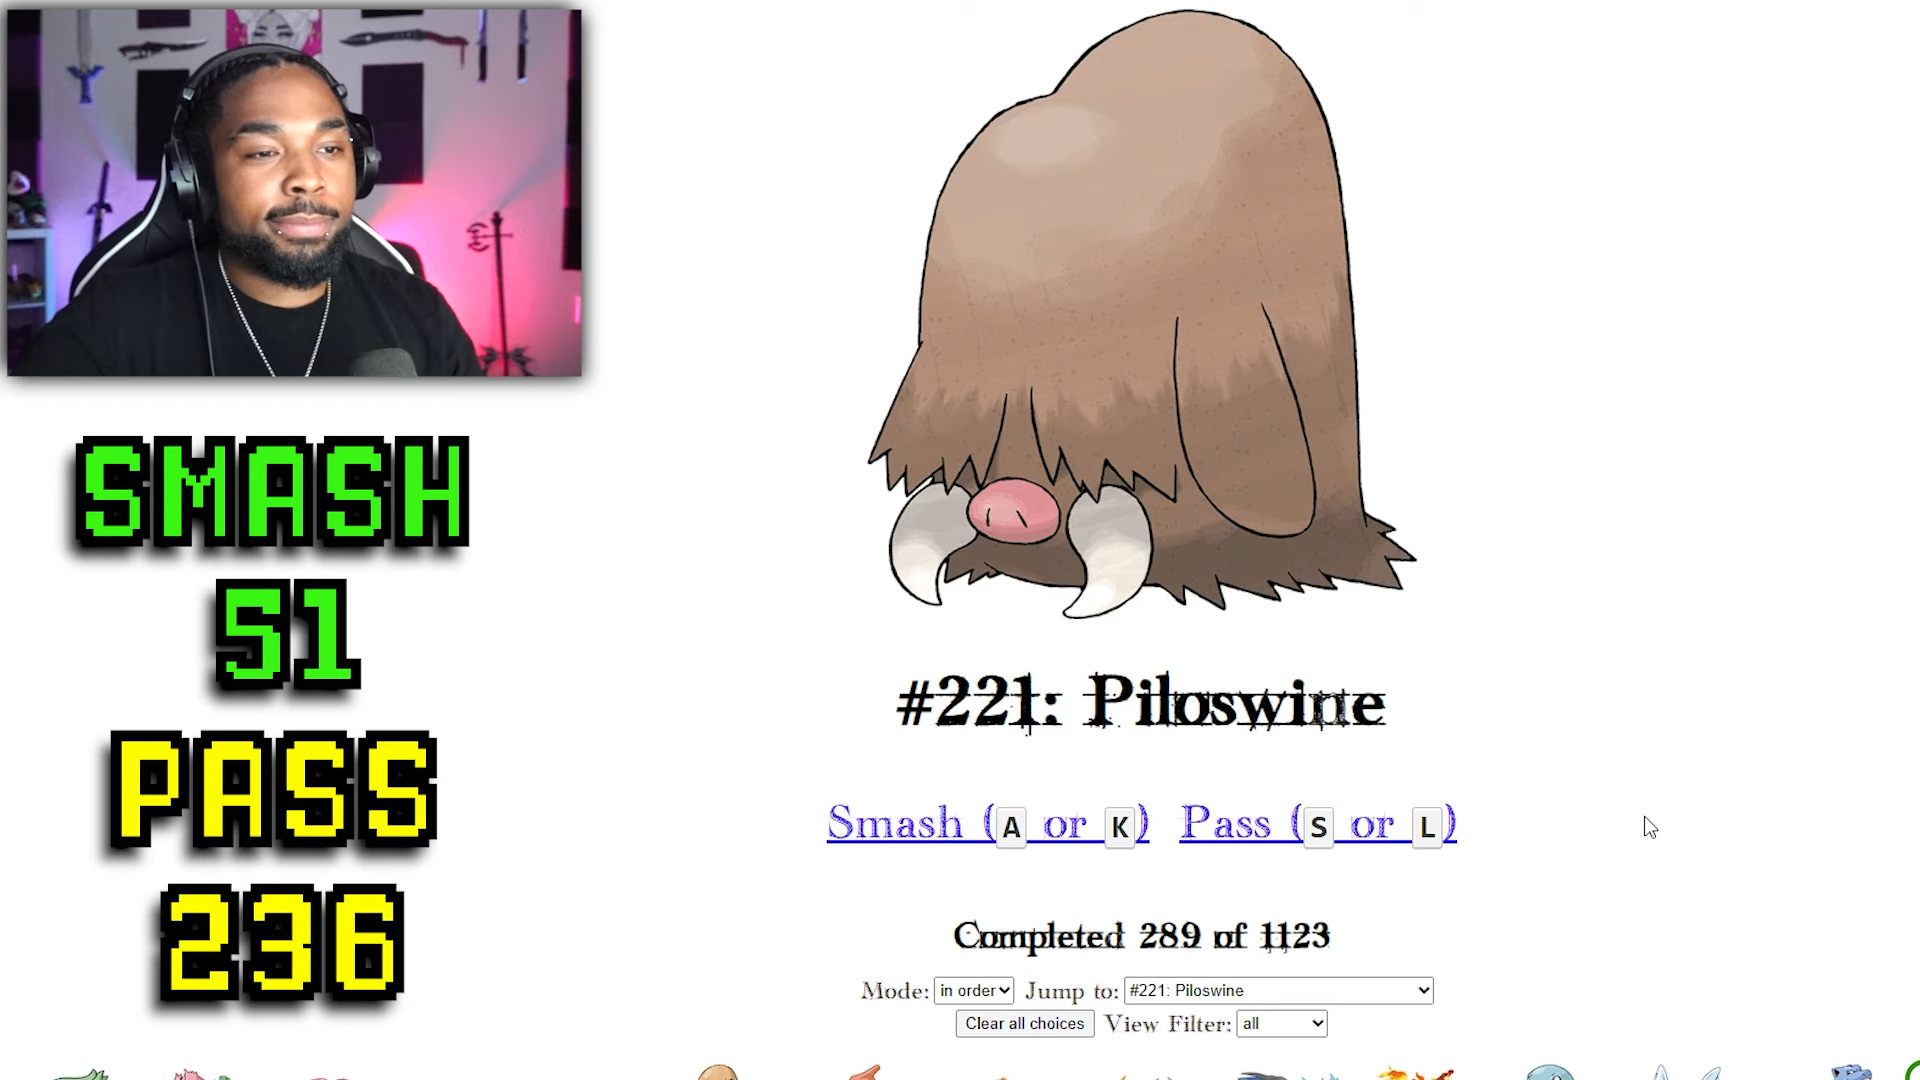 SMASH
51
PASS
236
#221: Piloswine
Smash (A or K) Pass (S or L)
Completed 289 of 1123
Mode: in order Jump to: #221: Piloswine
Clear all choices View Filter: all